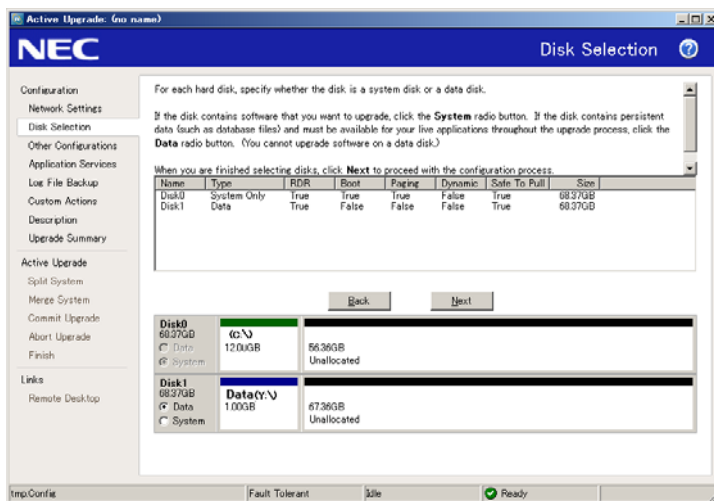 Active Upgrade: (no name)
NEC
Disk Selection
Configuration
Network Settings
Disk Selection
Other Configurations
Application Services
Log File Backup
Custom Actions
Description
Upgrade Summary
Active Upgrade
Split System
Merge System
Commit Upgrade
Abort Upgrade
Finish
Links
Remote Desktop
For each hard disk, specify whether the disk is a system disk or a data disk.
If the disk contains software that you want to upgrade, click the System radio button. If the disk contains persistent
data (such as database files) and must be available for your live applications throughout the upgrade process, click the
Data radio button. (You cannot upgrade software on a data disk.)
When you are finished selecting disks, click Next to proceed with the configuration process.
Name Type RDR Boot Paging Dynamic Safe To Pull Size
Disk0 System Only True True True False True 68.37GB
Disk1 Data True False False False True 68.37GB
Back Next
Disk0
68.37GB
Data
System
(C:\)
12.00GB
56.36GB
Unallocated
Disk1
68.37GB
Data
System
Data(Y:\)
1.00GB
67.36GB
Unallocated
tmp.Config Fault Tolerant Idle Ready